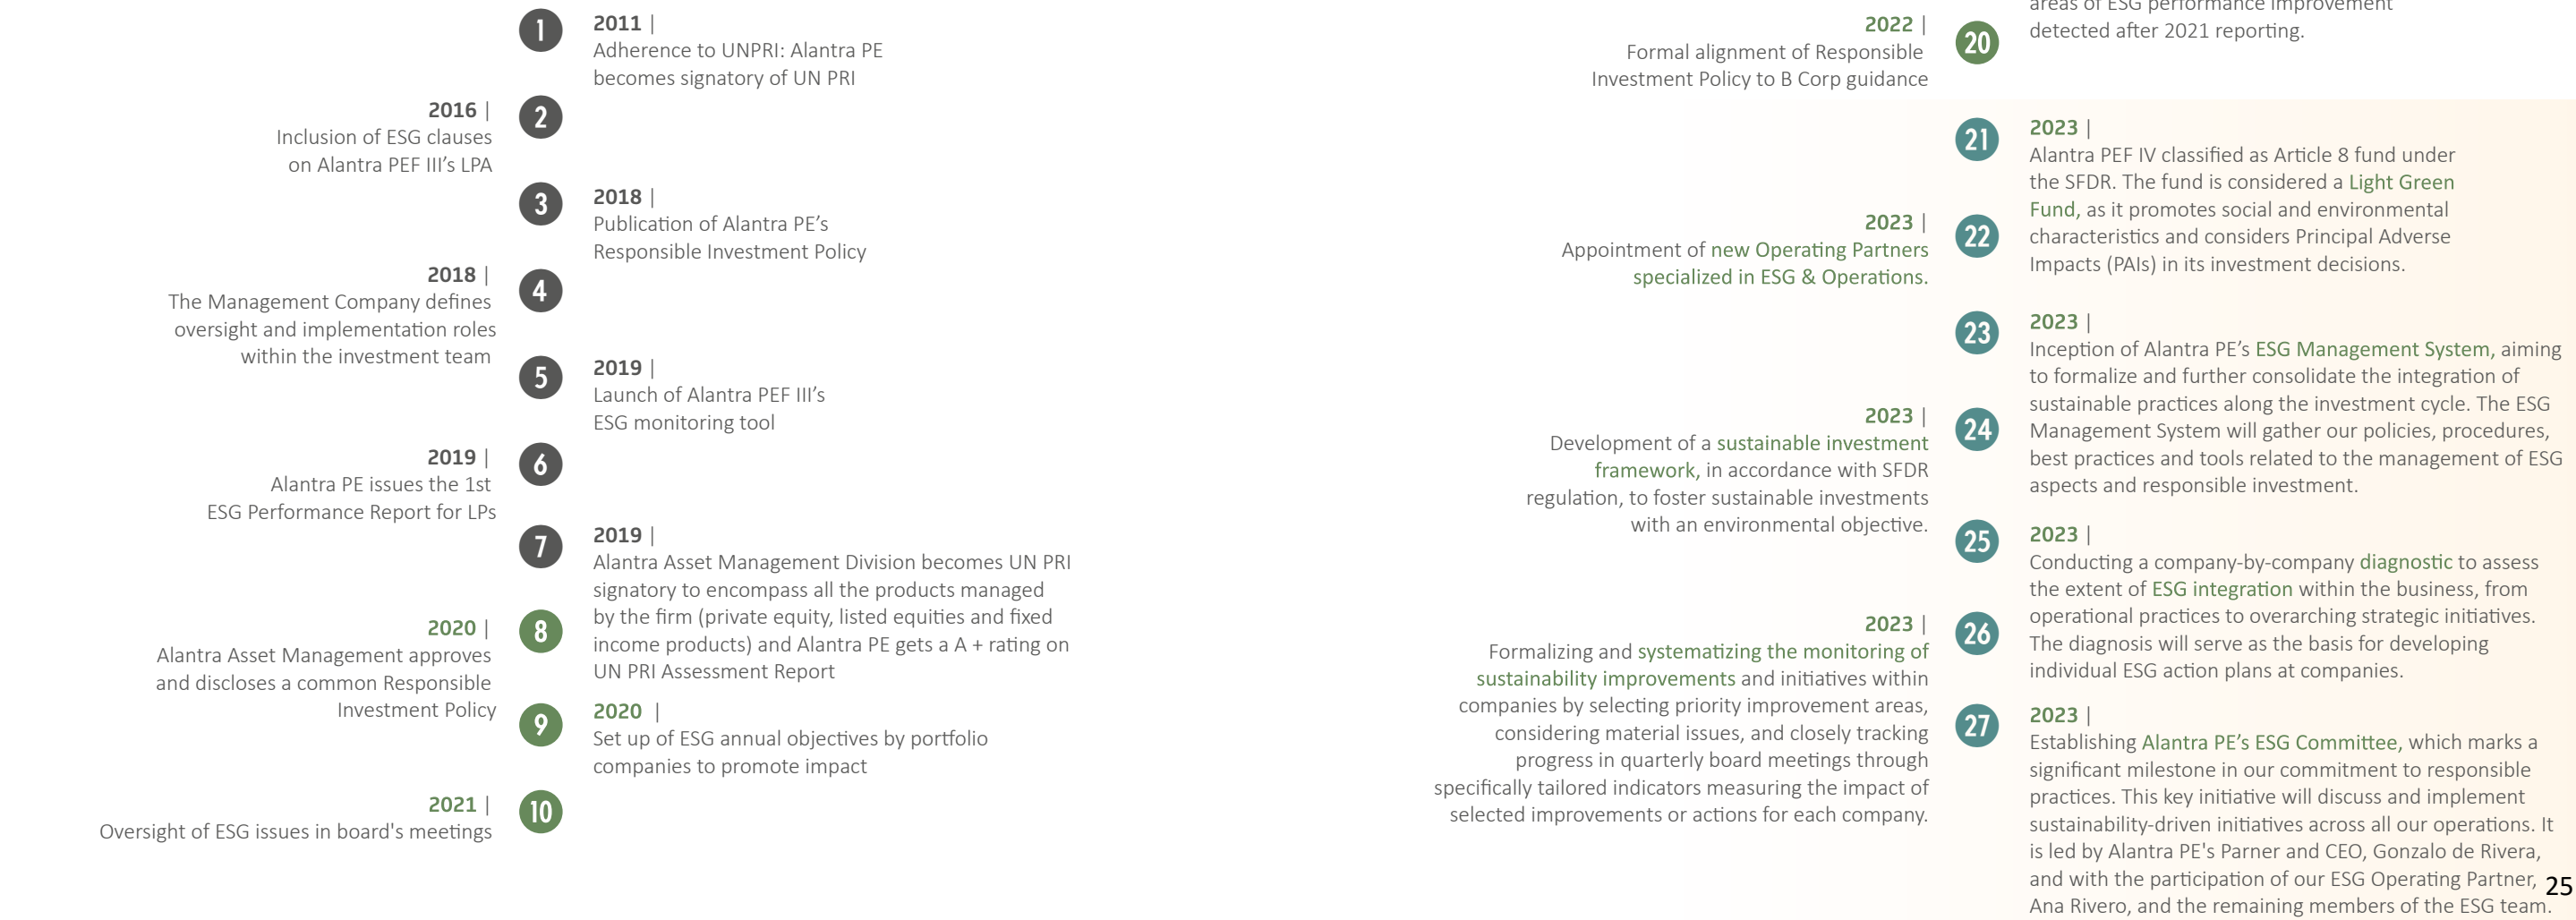 1
2011 |
Adherence to UNPRI: Alantra PE
becomes signatory of UN PRI
2016 |
Inclusion of ESG clauses
on Alantra PEF III’s LPA
2
3
2018 |
Publication of Alantra PE’s
Responsible Investment Policy
2018 |
The Management Company defines
oversight and implementation roles
within the investment team
4
5
2019 |
Launch of Alantra PEF III’s
ESG monitoring tool
2019 |
Alantra PE issues the 1st
ESG Performance Report for LPs
6
7
2019 |
Alantra Asset Management Division becomes UN PRI
signatory to encompass all the products managed
by the firm (private equity, listed equities and fixed
income products) and Alantra PE gets a A + rating on
UN PRI Assessment Report
2020 |
Alantra Asset Management approves
and discloses a common Responsible
Investment Policy
8
9
2020 |
Set up of ESG annual objectives by portfolio
companies to promote impact
2021 |
Oversight of ESG issues in board's meetings
10
areas of ESG performance improvement
detected after 2021 reporting.
2022 |
Formal alignment of Responsible
Investment Policy to B Corp guidance
20
21
2023 |
Alantra PEF IV classified as Article 8 fund under
the SFDR. The fund is considered a Light Green
Fund, as it promotes social and environmental
characteristics and considers Principal Adverse
Impacts (PAIs) in its investment decisions.
2023 |
Appointment of new Operating Partners
specialized in ESG & Operations.
22
23
2023 |
Inception of Alantra PE’s ESG Management System, aiming
to formalize and further consolidate the integration of
sustainable practices along the investment cycle. The ESG
Management System will gather our policies, procedures,
best practices and tools related to the management of ESG
aspects and responsible investment.
2023 |
Development of a sustainable investment
framework, in accordance with SFDR
regulation, to foster sustainable investments
with an environmental objective.
24
25
2023 |
Conducting a company-by-company diagnostic to assess
the extent of ESG integration within the business, from
operational practices to overarching strategic initiatives.
The diagnosis will serve as the basis for developing
individual ESG action plans at companies.
2023 |
Formalizing and systematizing the monitoring of
sustainability improvements and initiatives within
companies by selecting priority improvement areas,
considering material issues, and closely tracking
progress in quarterly board meetings through
specifically tailored indicators measuring the impact of
selected improvements or actions for each company.
26
27
2023 |
Establishing Alantra PE’s ESG Committee, which marks a
significant milestone in our commitment to responsible
practices. This key initiative will discuss and implement
sustainability-driven initiatives across all our operations. It
is led by Alantra PE's Parner and CEO, Gonzalo de Rivera,
and with the participation of our ESG Operating Partner,
Ana Rivero, and the remaining members of the ESG team.
25